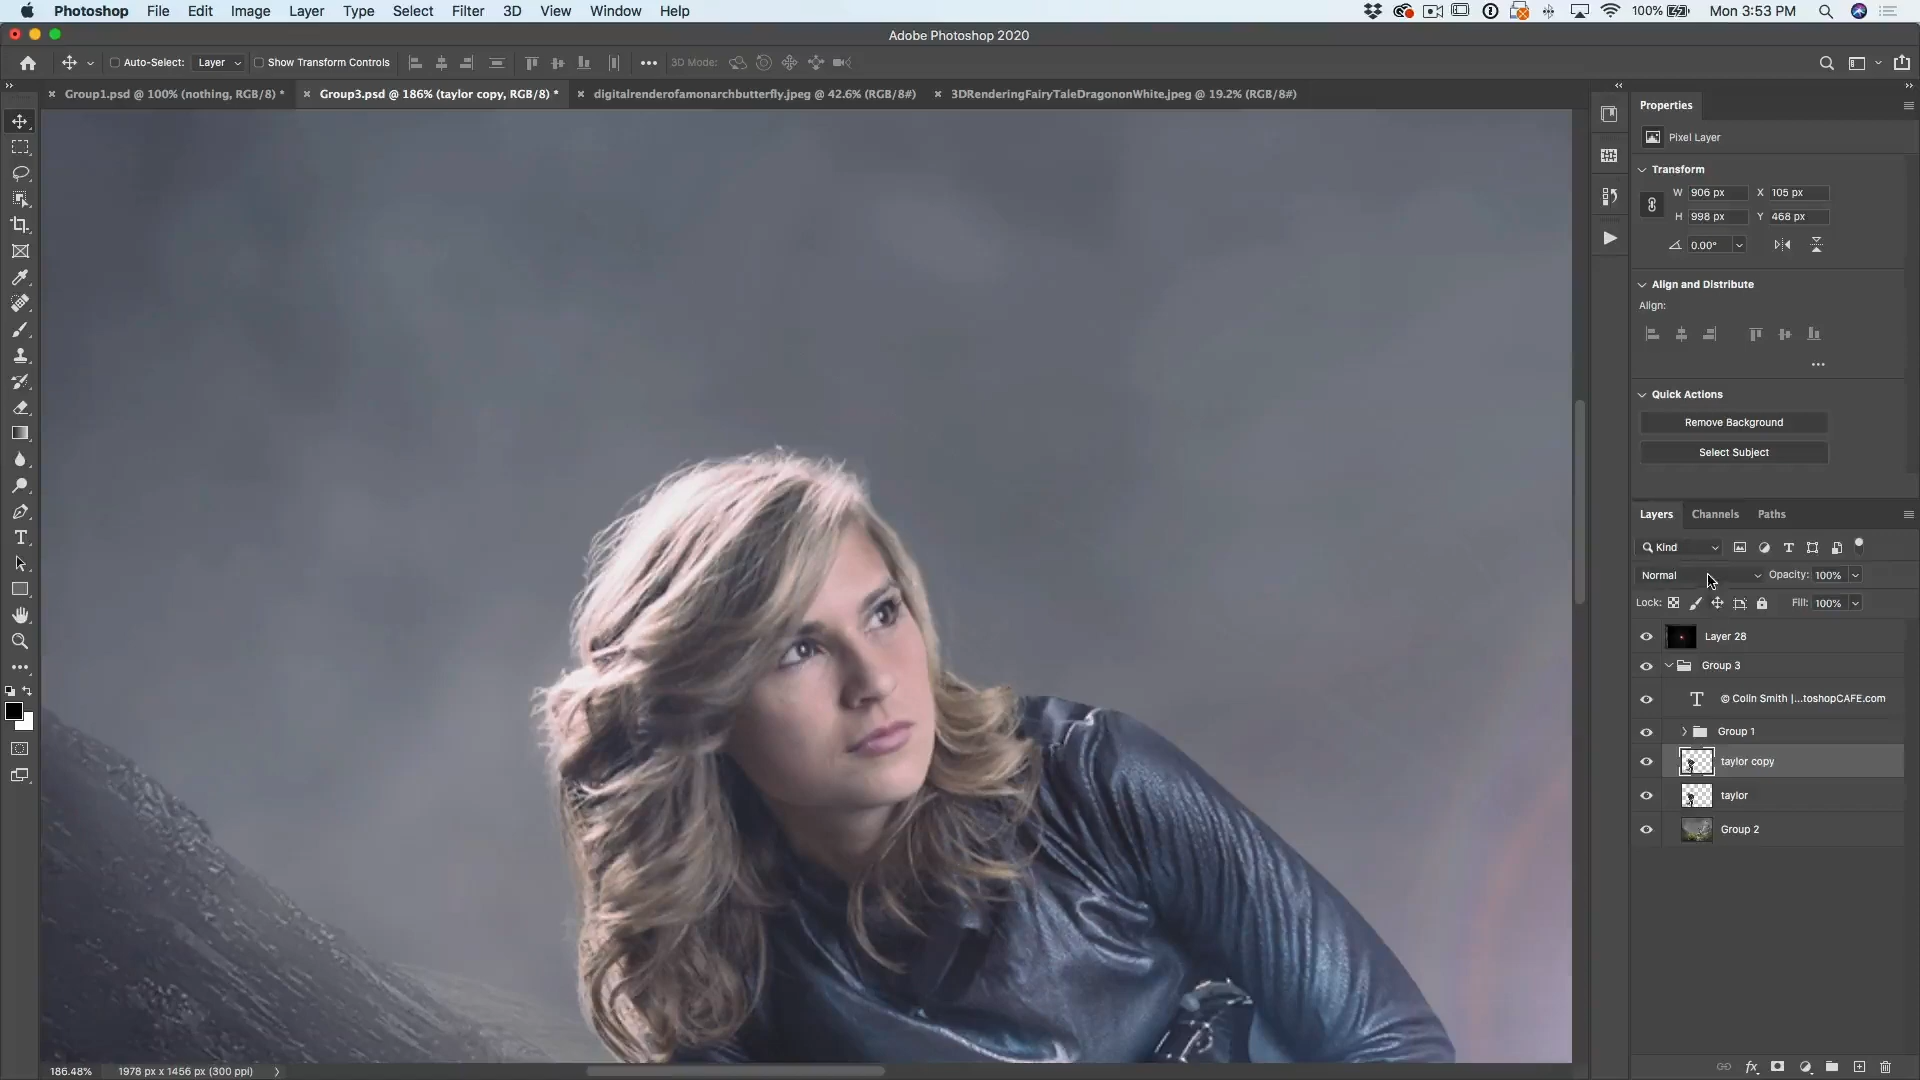 Photoshop File Edit Image Layer Type Select Filter 3D View Window Help 100% Mon 3:53 PM
Adobe Photoshop 2020
Auto-Select: Layer Show Transform Controls 3D Mode:
Group1.psd @ 100% (nothing, RGB/8) * Group3.psd @ 186% (taylor copy, RGB/8) * digitalrenderofamonarchbutterfly.jpeg @ 42.6% (RGB/8#) 3DRenderingFairyTaleDragononWhite.jpeg @ 19.2% (RGB/8#)
Properties
Pixel Layer
Transform
W 906 px X 105 px
H 998 px Y 468 px
0.00°
Align and Distribute
Align:
Quick Actions
Remove Background
Select Subject
Layers Channels Paths
Kind
Normal Opacity: 100%
Lock: Fill: 100%
Layer 28
Group 3
© Colin Smith |...toshopCAFE.com
Group 1
taylor copy
taylor
Group 2
186.48% 1978 px x 1456 px (300 ppi)